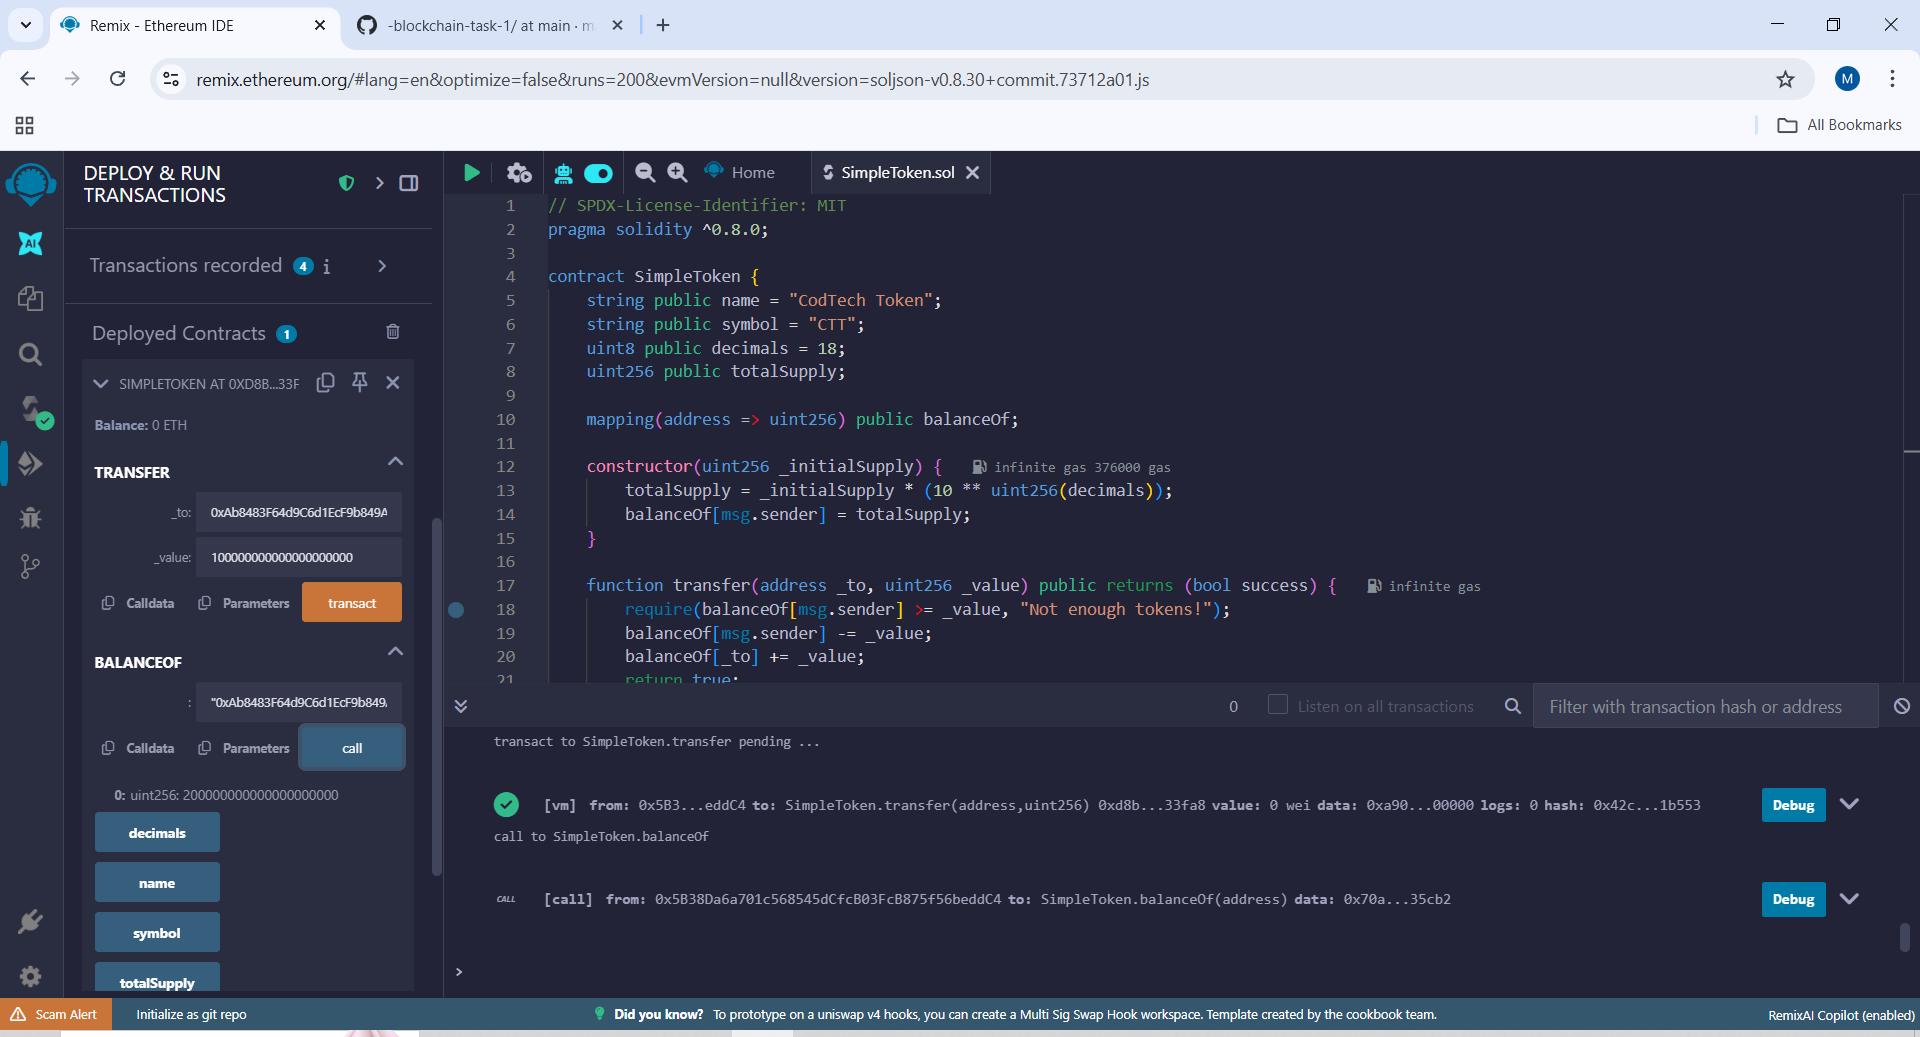 Remix - Ethereum IDE
-blockchain-task-1/ at main · m
remix.ethereum.org/#lang=en&optimize=false&runs=200&evmVersion=null&version=soljson-v0.8.30+commit.73712a01.js
M
All Bookmarks
DEPLOY & RUN
TRANSACTIONS
Transactions recorded 4 i
Deployed Contracts 1
SIMPLETOKEN AT 0XD8B...33F
Balance: 0 ETH
TRANSFER
_to: 0xAb8483F64d9C6d1EcF9b849A
_value: 100000000000000000000
Calldata Parameters transact
BALANCEOF
: "0xAb8483F64d9C6d1EcF9b849
Calldata Parameters call
0: uint256: 200000000000000000000
decimals
name
symbol
totalSupply
AI
Home
SimpleToken.sol
1 // SPDX-License-Identifier: MIT
2 pragma solidity ^0.8.0;
3
4 contract SimpleToken {
5 string public name = "CodTech Token";
6 string public symbol = "CTT";
7 uint8 public decimals = 18;
8 uint256 public totalSupply;
9
10 mapping(address => uint256) public balanceOf;
11
12 constructor(uint256 _initialSupply) { infinite gas 376000 gas
13 totalSupply = _initialSupply * (10 ** uint256(decimals));
14 balanceOf[msg.sender] = totalSupply;
15 }
16
17 function transfer(address _to, uint256 _value) public returns (bool success) { infinite gas
18 require(balanceOf[msg.sender] >= _value, "Not enough tokens!");
19 balanceOf[msg.sender] -= _value;
20 balanceOf[_to] += _value;
21 return true;
0 Listen on all transactions Filter with transaction hash or address
transact to SimpleToken.transfer pending ...
[vm] from: 0x5B3...eddC4 to: SimpleToken.transfer(address,uint256) 0xd8b...33fa8 value: 0 wei data: 0xa90...00000 logs: 0 hash: 0x42c...1b553 Debug
call to SimpleToken.balanceOf
CALL [call] from: 0x5B38Da6a701c568545dCfcB03FcB875f56beddC4 to: SimpleToken.balanceOf(address) data: 0x70a...35cb2 Debug
>
Scam Alert Initialize as git repo Did you know? To prototype on a uniswap v4 hooks, you can create a Multi Sig Swap Hook workspace. Template created by the cookbook team. RemixAI Copilot (enabled)